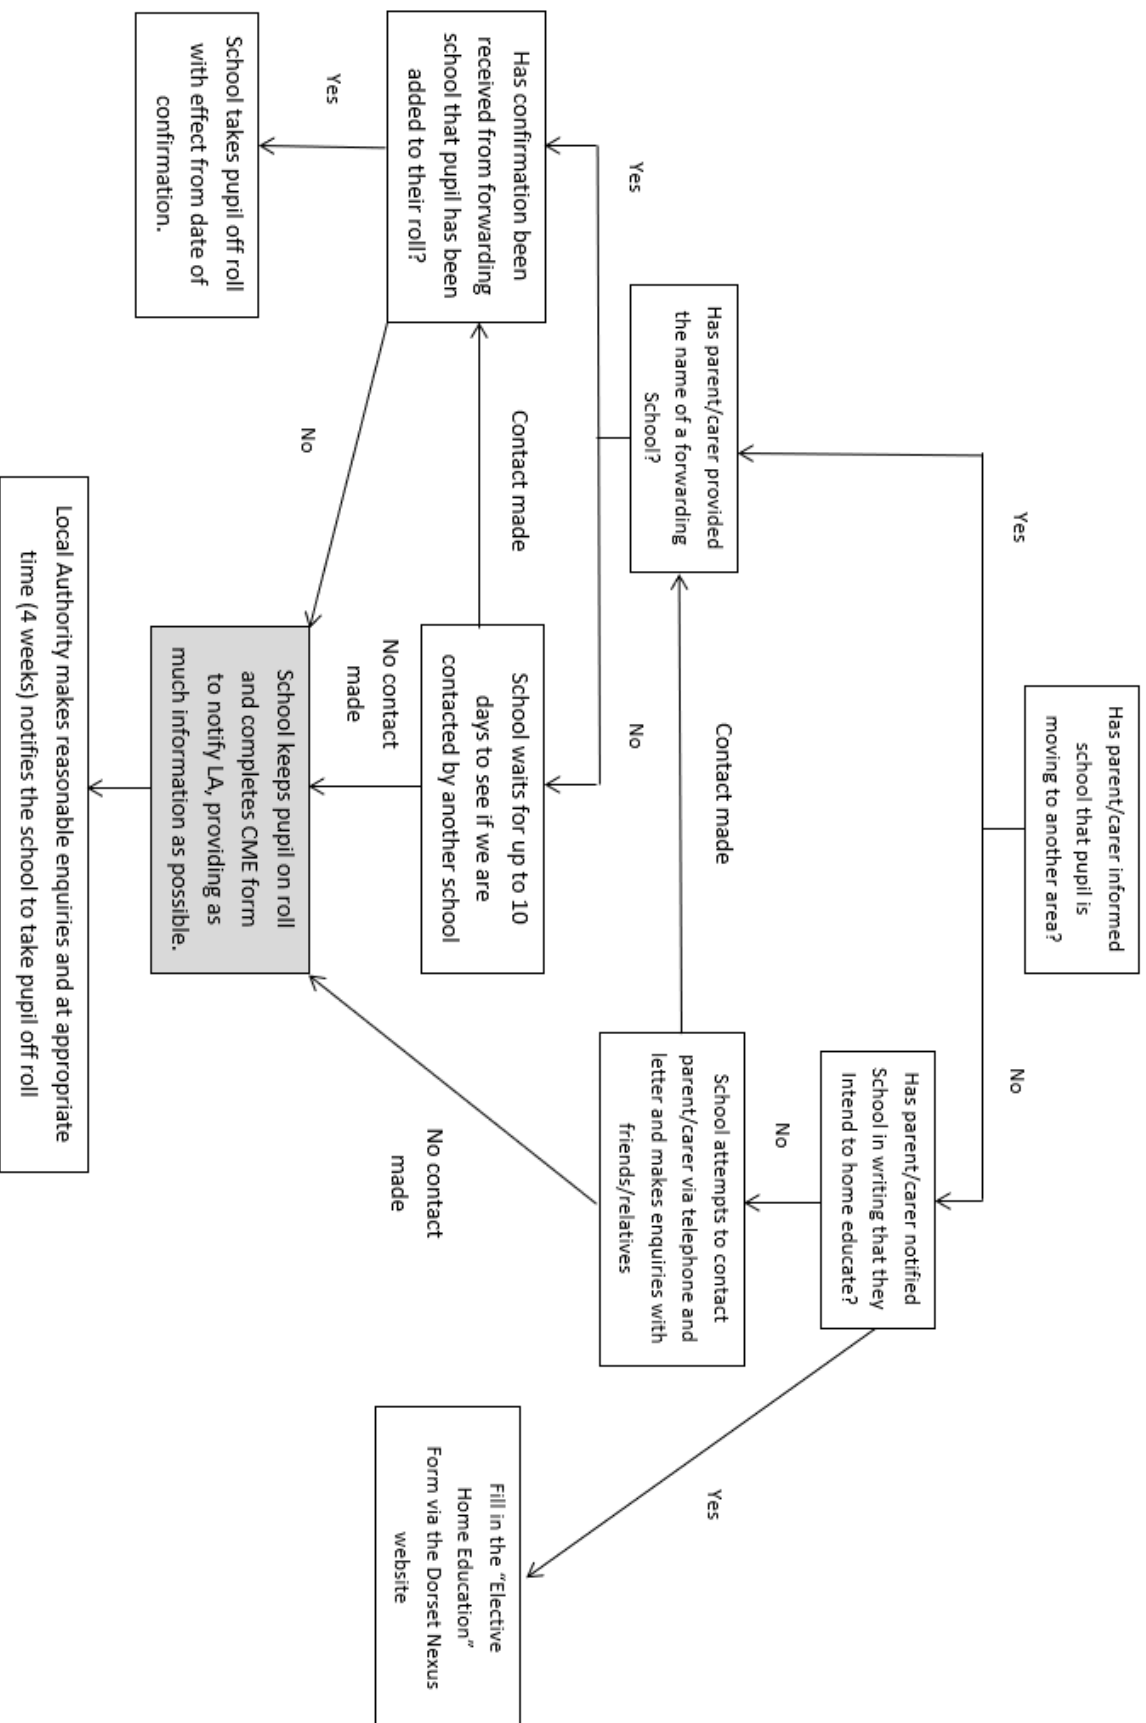 Has parent/carer informed
school that pupil is
moving to another area?
Yes
No
Has parent/carer provided
the name of a forwarding
School?
Has parent/carer notified
School in writing that they
Intend to home educate?
Yes
No
Contact made
No
Yes
School attempts to contact
parent/carer via telephone and
letter and makes enquiries with
friends/relatives
Has confirmation been
received from forwarding
school that pupil has been
added to their roll?
Contact made
School waits for up to 10
days to see if we are
contacted by another school
No contact
made
No contact
made
Fill in the “Elective
Home Education”
Form via the Dorset Nexus
website
Yes
No
School takes pupil off roll
with effect from date of
confirmation.
School keeps pupil on roll
and completes CME form
to notify LA, providing as
much information as possible.
Local Authority makes reasonable enquiries and at appropriate
time (4 weeks) notifies the school to take pupil off roll